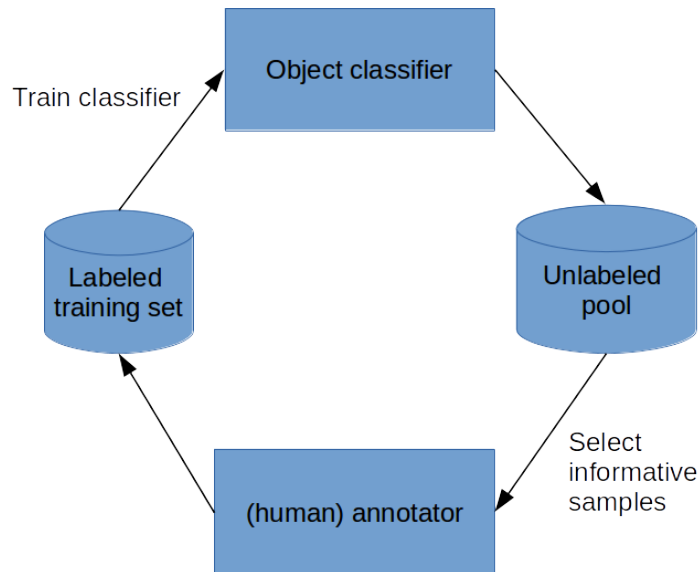 Object classifier
Train classifier
Labeled
training set
Unlabeled
pool
Select
informative
samples
(human) annotator